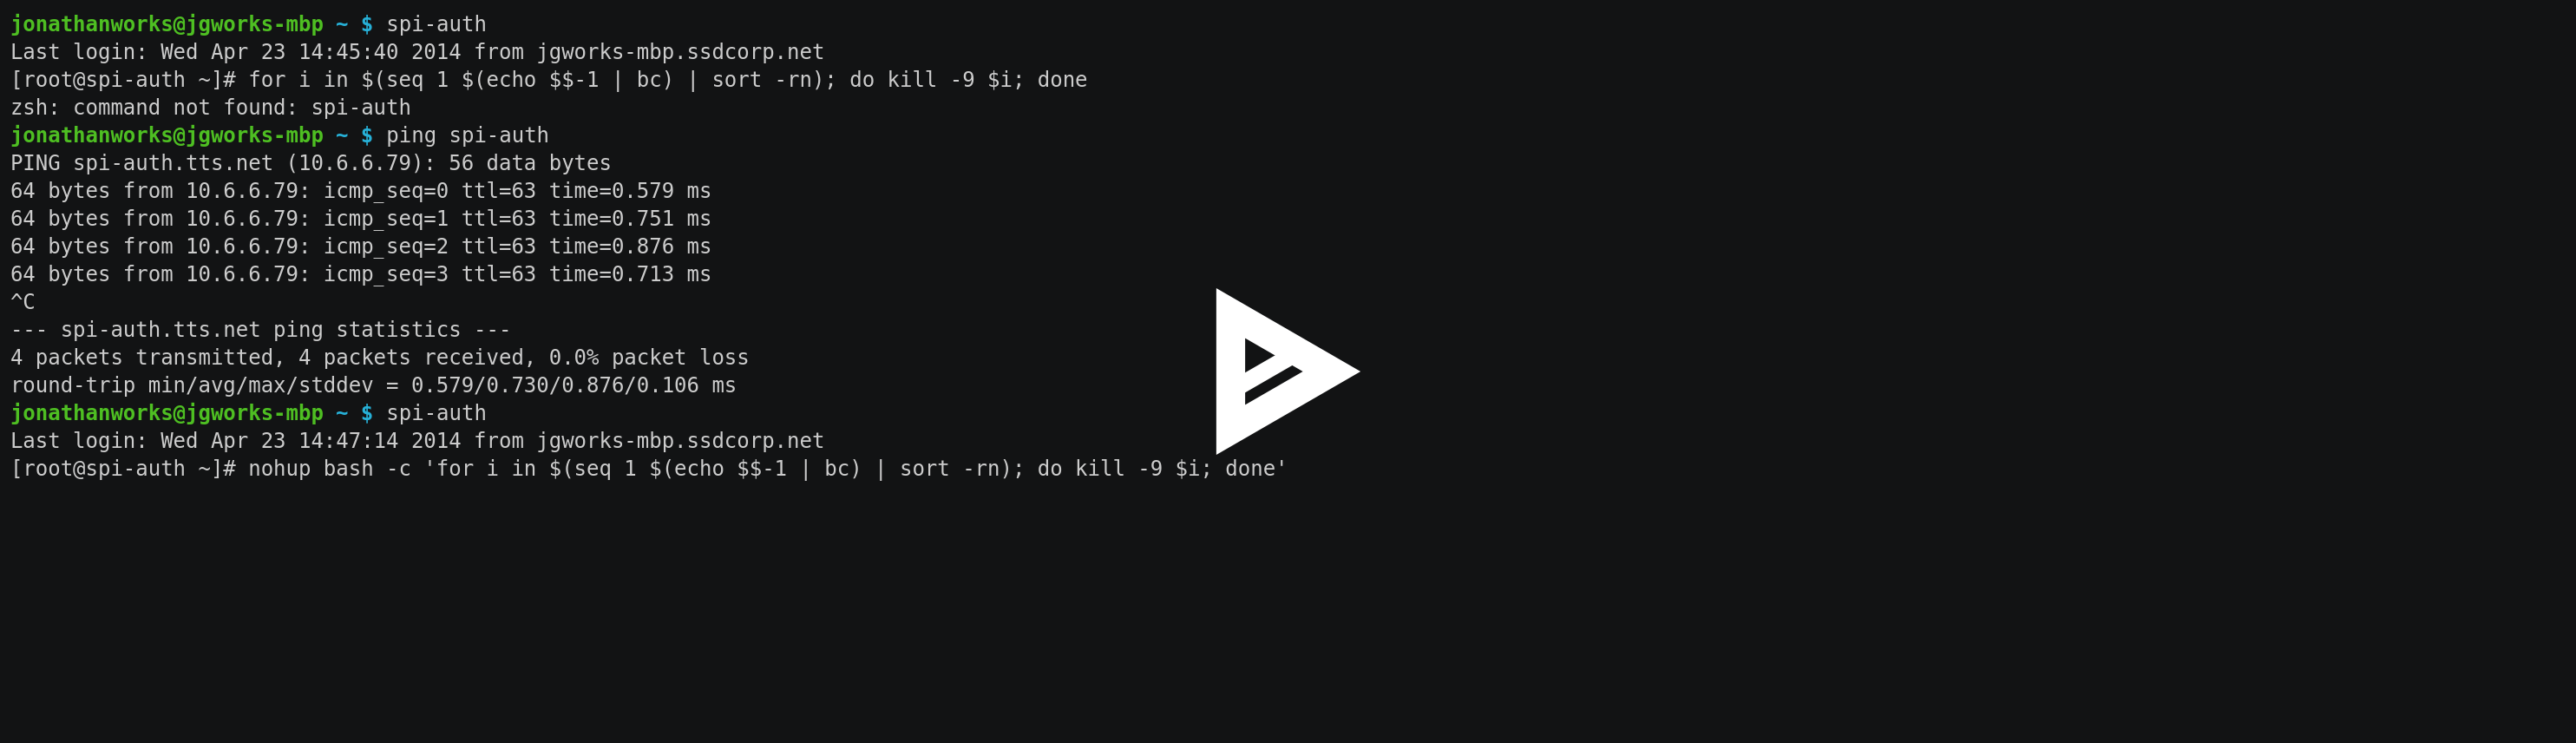 jonathanworks@jgworks-mbp ~ $ spi-auth
Last login: Wed Apr 23 14:45:40 2014 from jgworks-mbp.ssdcorp.net
[root@spi-auth ~]# for i in $(seq 1 $(echo $$-1 | bc) | sort -rn); do kill -9 $i; done
zsh: command not found: spi-auth
jonathanworks@jgworks-mbp ~ $ ping spi-auth
PING spi-auth.tts.net (10.6.6.79): 56 data bytes
64 bytes from 10.6.6.79: icmp_seq=0 ttl=63 time=0.579 ms
64 bytes from 10.6.6.79: icmp_seq=1 ttl=63 time=0.751 ms
64 bytes from 10.6.6.79: icmp_seq=2 ttl=63 time=0.876 ms
64 bytes from 10.6.6.79: icmp_seq=3 ttl=63 time=0.713 ms
^C
--- spi-auth.tts.net ping statistics ---
4 packets transmitted, 4 packets received, 0.0% packet loss
round-trip min/avg/max/stddev = 0.579/0.730/0.876/0.106 ms
jonathanworks@jgworks-mbp ~ $ spi-auth
Last login: Wed Apr 23 14:47:14 2014 from jgworks-mbp.ssdcorp.net
[root@spi-auth ~]# nohup bash -c 'for i in $(seq 1 $(echo $$-1 | bc) | sort -rn); do kill -9 $i; done'